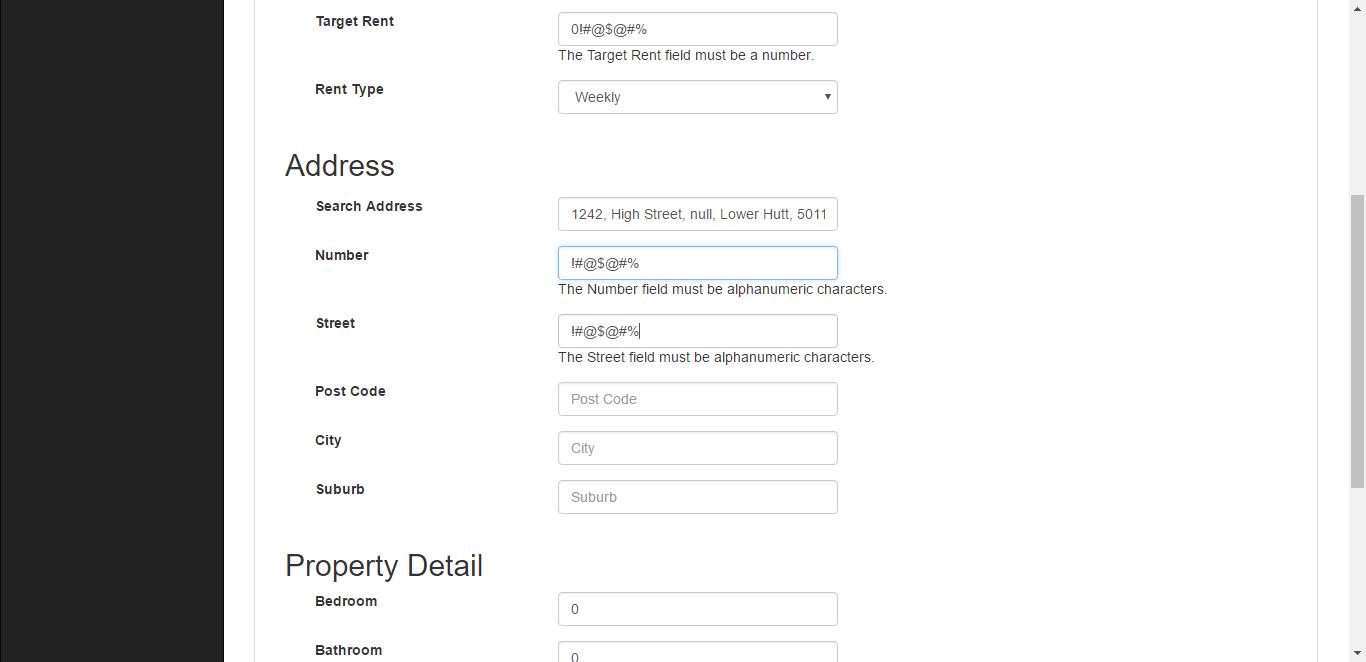 Target Rent
0!#@$@#%
The Target Rent field must be a number.
Rent Type
Weekly
Address
Search Address
1242, High Street, null, Lower Hutt, 5011
Number
!#@$@#%
The Number field must be alphanumeric characters.
Street
!#@$@#%
The Street field must be alphanumeric characters.
Post Code
Post Code
City
City
Suburb
Suburb
Property Detail
Bedroom
0
Bathroom
0